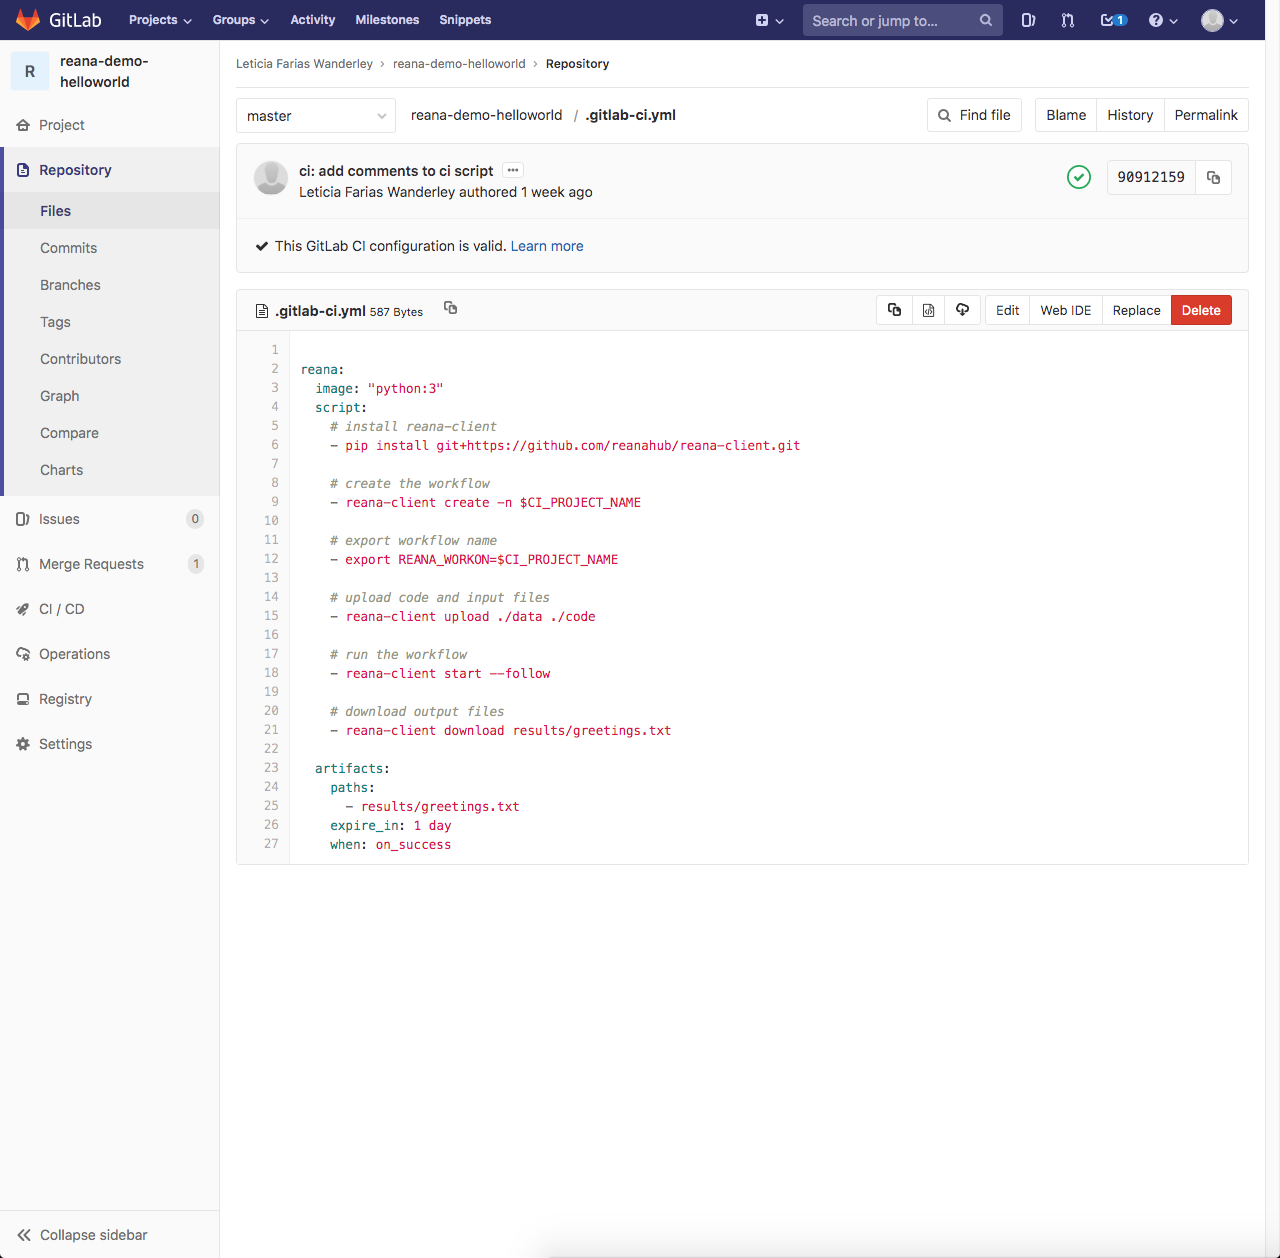 GitLab Projects Groups Activity Milestones Snippets Search or jump to... 1
R reana-demo-helloworld
Project
Repository
Files
Commits
Branches
Tags
Contributors
Graph
Compare
Charts
Issues 0
Merge Requests 1
CI / CD
Operations
Registry
Settings
Collapse sidebar
Leticia Farias Wanderley › reana-demo-helloworld › Repository
master reana-demo-helloworld / .gitlab-ci.yml Find file Blame History Permalink
ci: add comments to ci script
Leticia Farias Wanderley authored 1 week ago
90912159
This GitLab CI configuration is valid. Learn more
.gitlab-ci.yml 587 Bytes Edit Web IDE Replace Delete
1
2 reana:
3 image: "python:3"
4 script:
5 # install reana-client
6 - pip install git+https://github.com/reanahub/reana-client.git
7
8 # create the workflow
9 - reana-client create -n $CI_PROJECT_NAME
10
11 # export workflow name
12 - export REANA_WORKON=$CI_PROJECT_NAME
13
14 # upload code and input files
15 - reana-client upload ./data ./code
16
17 # run the workflow
18 - reana-client start --follow
19
20 # download output files
21 - reana-client download results/greetings.txt
22
23 artifacts:
24 paths:
25 - results/greetings.txt
26 expire_in: 1 day
27 when: on_success